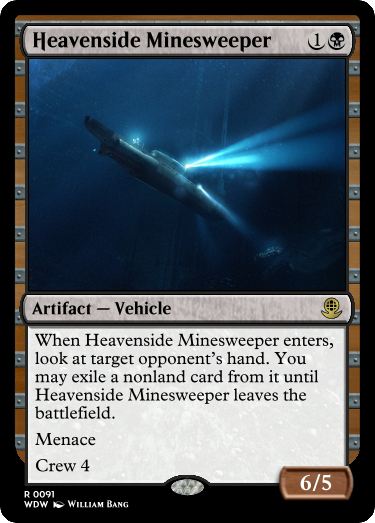 Heavenside Minesweeper 1
Artifact — Vehicle
When Heavenside Minesweeper enters,
look at target opponent's hand. You
may exile a nonland card from it until
Heavenside Minesweeper leaves the
battlefield.
Menace
Crew 4
6/5
R 0091
WDW William Bang